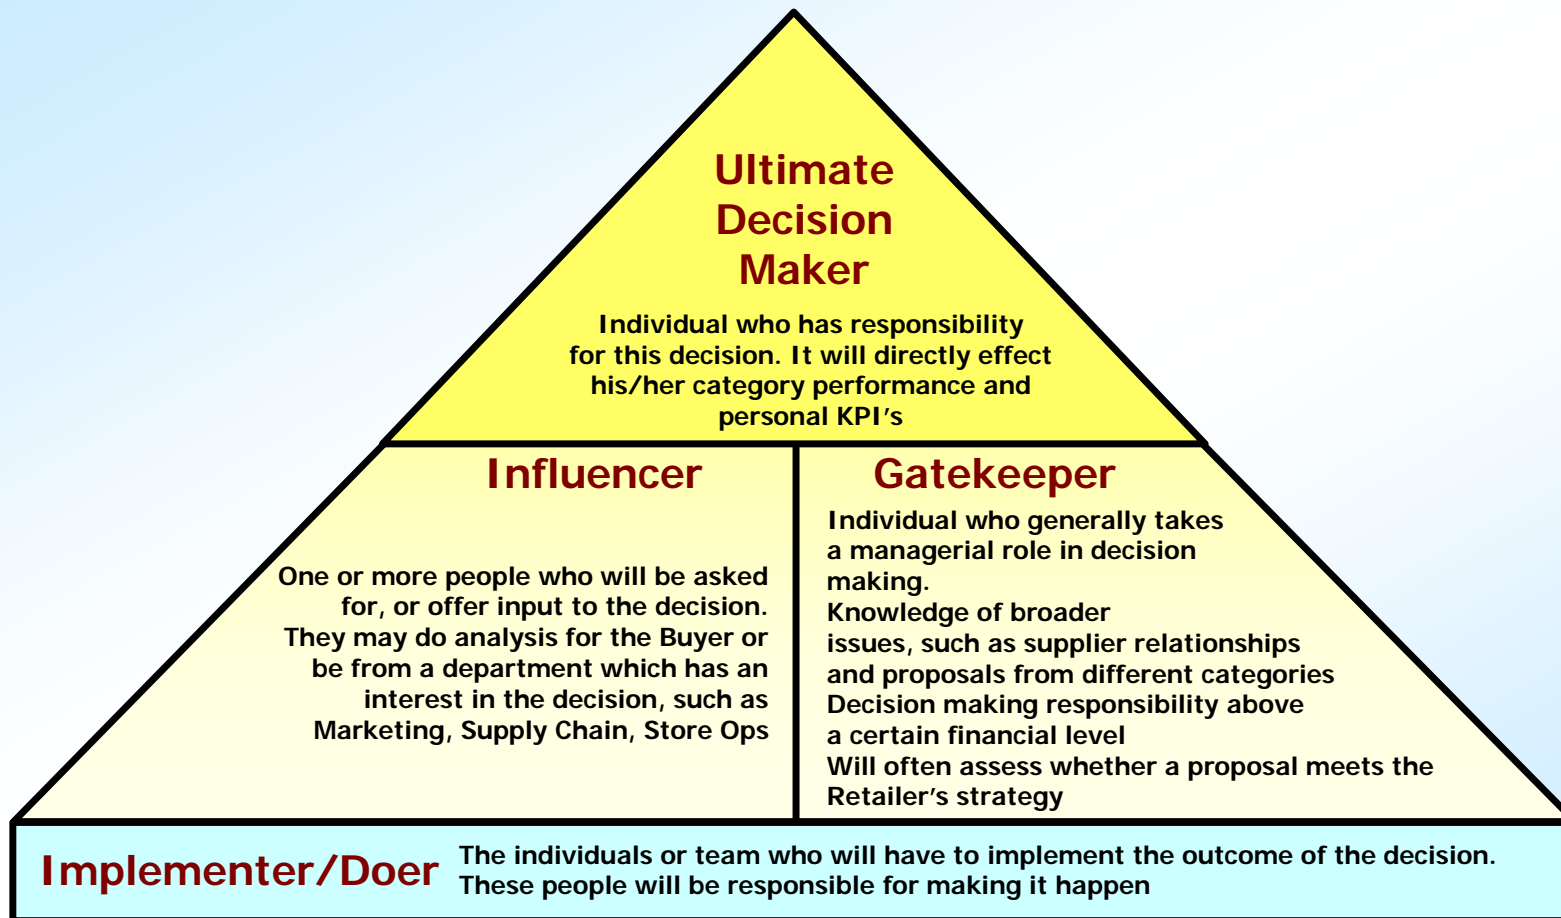 Ultimate
Decision
Maker
Individual who has responsibility
for this decision. It will directly effect
his/her category performance and
personal KPI's
Influencer
One or more people who will be asked
for, or offer input to the decision.
They may do analysis for the Buyer or
be from a department which has an
interest in the decision, such as
Marketing, Supply Chain, Store Ops
Gatekeeper
Individual who generally takes
a managerial role in decision
making.
Knowledge of broader
issues, such as supplier relationships
and proposals from different categories
Decision making responsibility above
a certain financial level
Will often assess whether a proposal meets the
Retailer's strategy
Implementer/Doer
The individuals or team who will have to implement the outcome of the decision.
These people will be responsible for making it happen